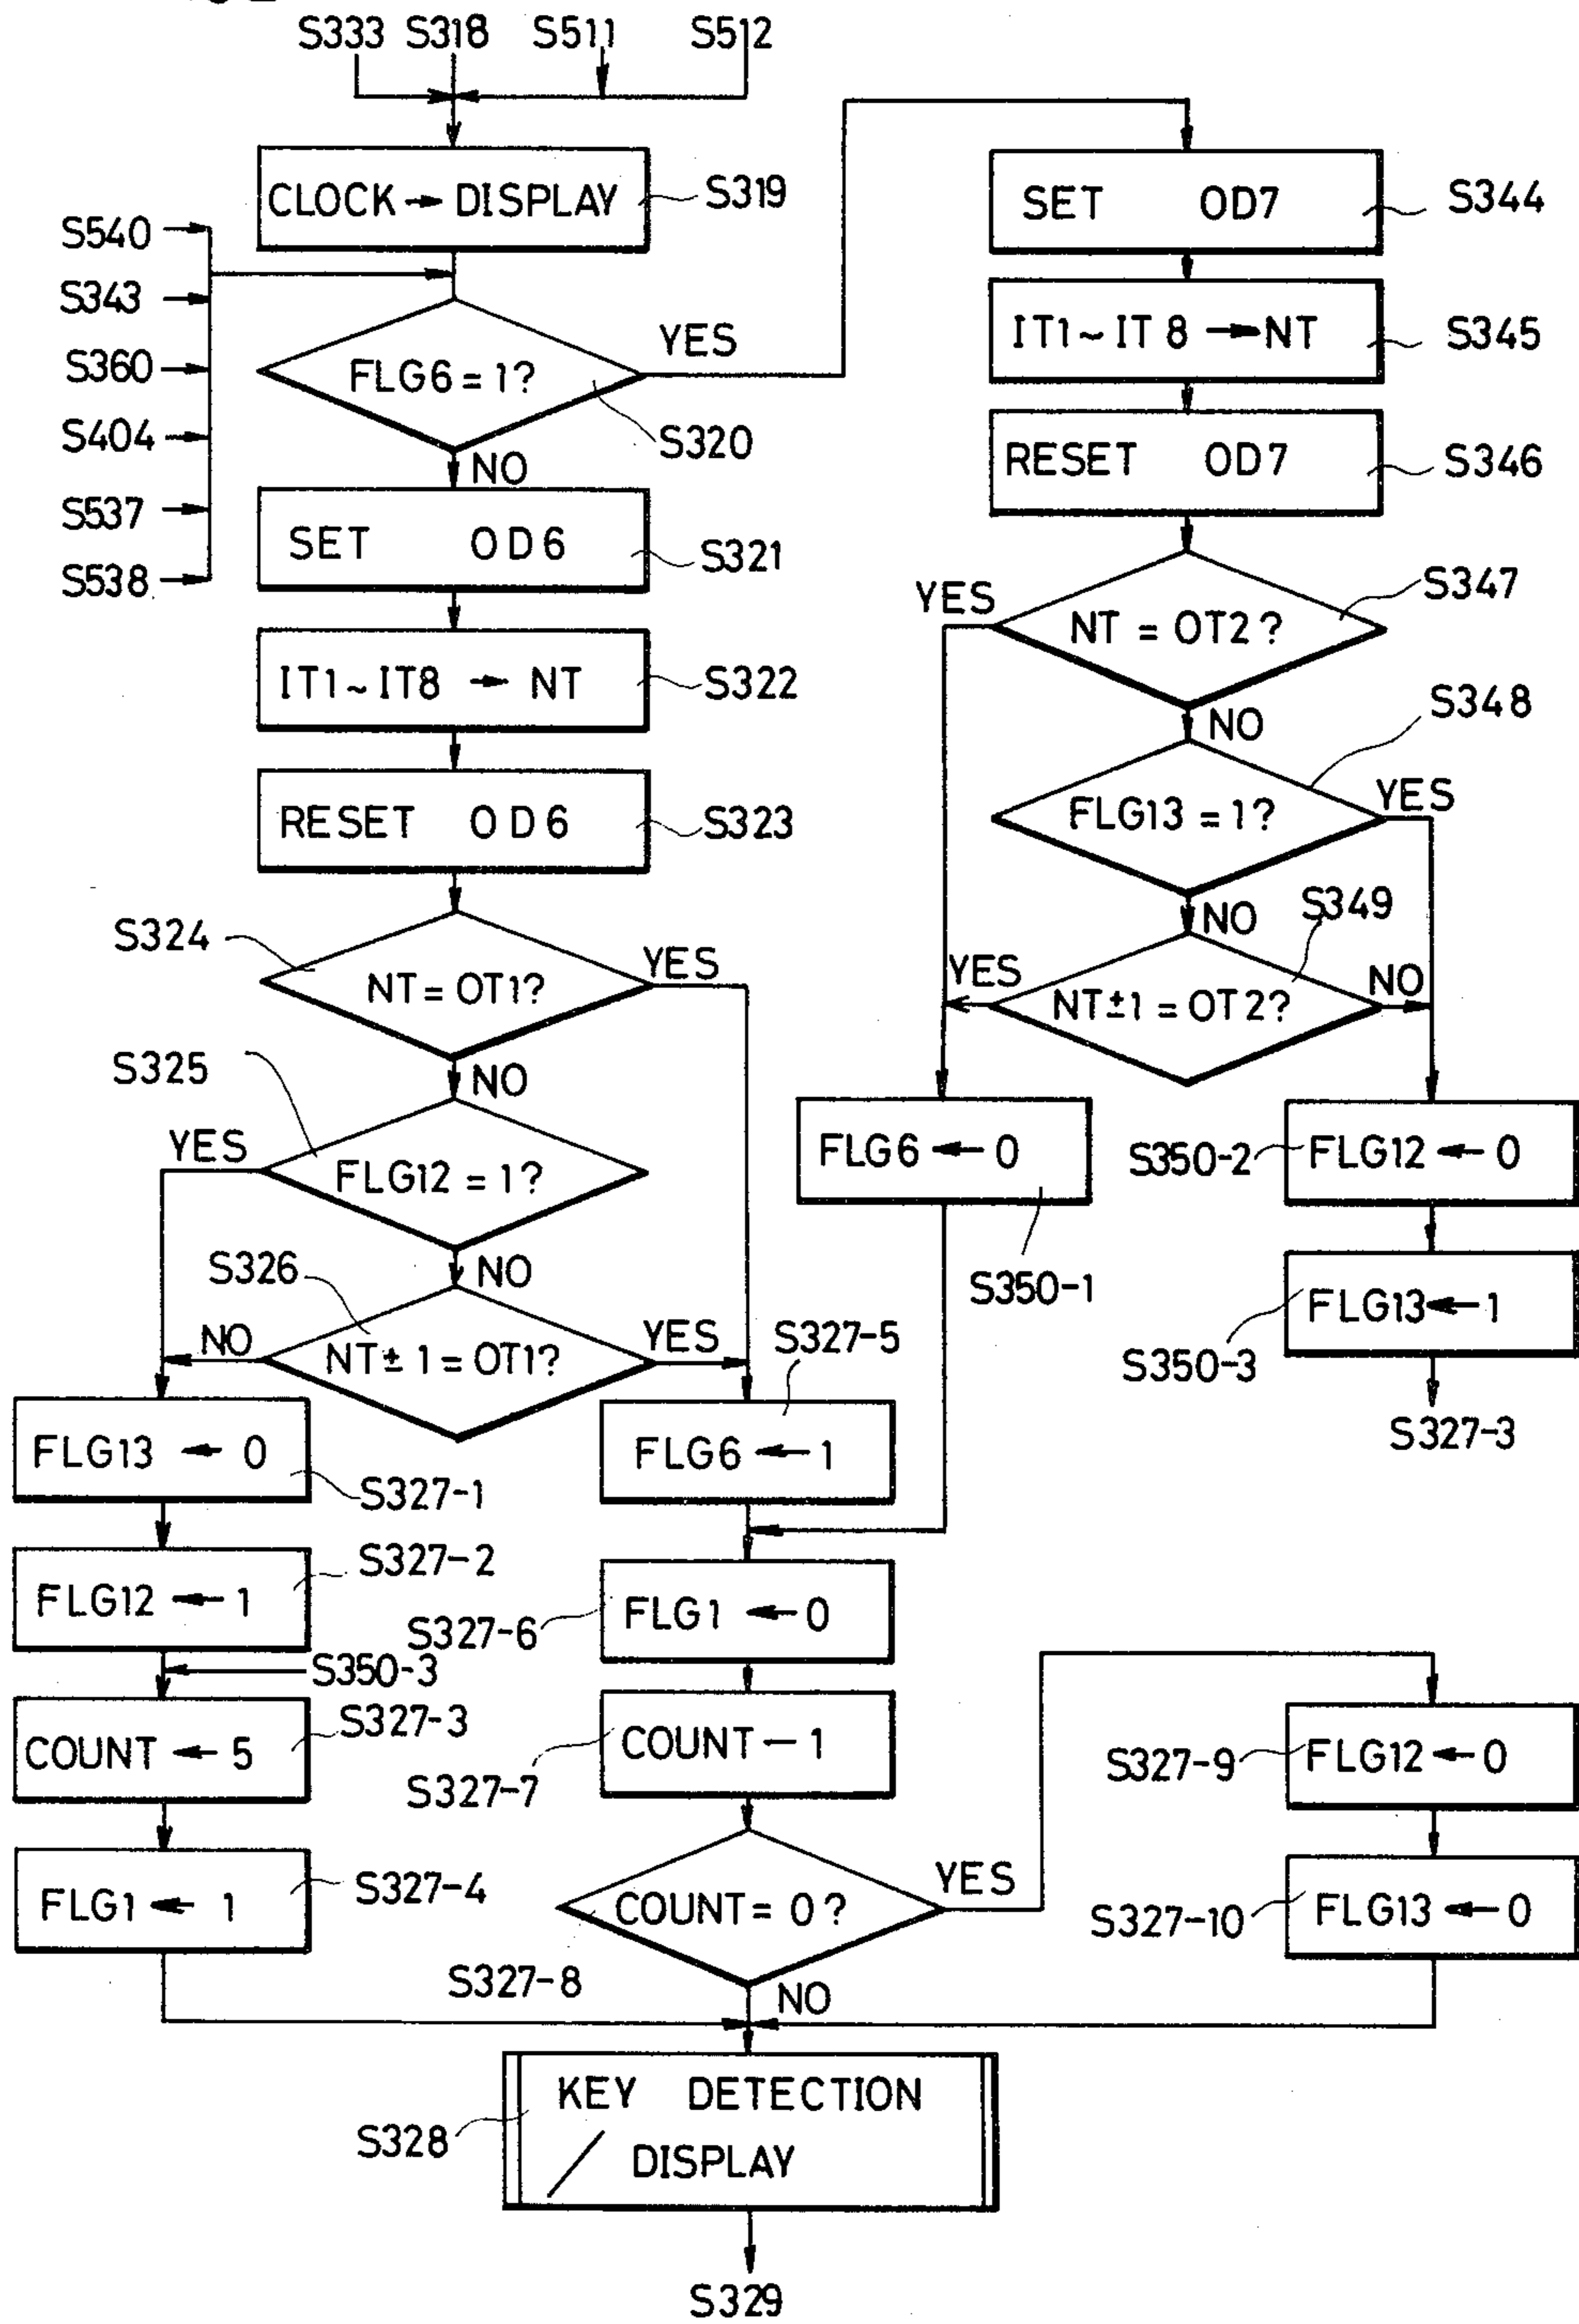 S333 S318 S511 S512
CLOCK → DISPLAY
S319
S540
S343
S360
S404
S537
S538
FLG6 = 1?
YES
S320
NO
SET OD6
S321
IT1~IT8 → NT
S322
RESET OD6
S323
S324
NT = OT1?
YES
NO
S325
YES
FLG12 = 1?
NO
S326
NO
NT ± 1 = OT1?
YES
FLG13 ← 0
S327-1
FLG12 ← 1
S327-2
S350-3
COUNT ← 5
S327-3
FLG1 ← 1
S327-4
S327-5
FLG6 ← 1
FLG1 ← 0
S327-6
COUNT – 1
S327-7
COUNT = 0?
YES
S327-8
NO
SET OD7
S344
IT1~IT8 → NT
S345
RESET OD7
S346
YES
NT = OT2?
S347
NO
S348
FLG13 = 1?
YES
NO
S349
YES
NT±1 = OT2?
NO
FLG6 ← 0
S350-1
S350-2
FLG12 ← 0
FLG13 ← 1
S350-3
S327-3
S327-9
FLG12 ← 0
S327-10
FLG13 ← 0
KEY DETECTION
/ DISPLAY
S328
S329